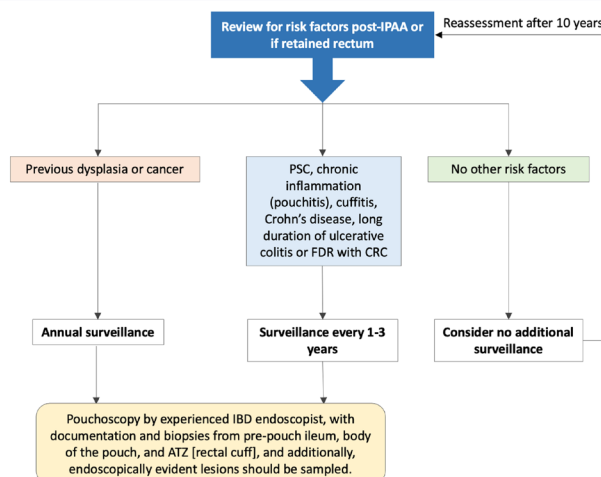 Review for risk factors post-IPAA or
if retained rectum
Reassessment after 10 years
Previous dysplasia or cancer
PSC, chronic
inflammation
(pouchitis), cuffitis,
Crohn's disease, long
duration of ulcerative
colitis or FDR with CRC
No other risk factors
Annual surveillance
Surveillance every 1-3
years
Consider no additional
surveillance
Pouchoscopy by experienced IBD endoscopist, with
documentation and biopsies from pre-pouch ileum, body
of the pouch, and ATZ [rectal cuff], and additionally,
endoscopically evident lesions should be sampled.